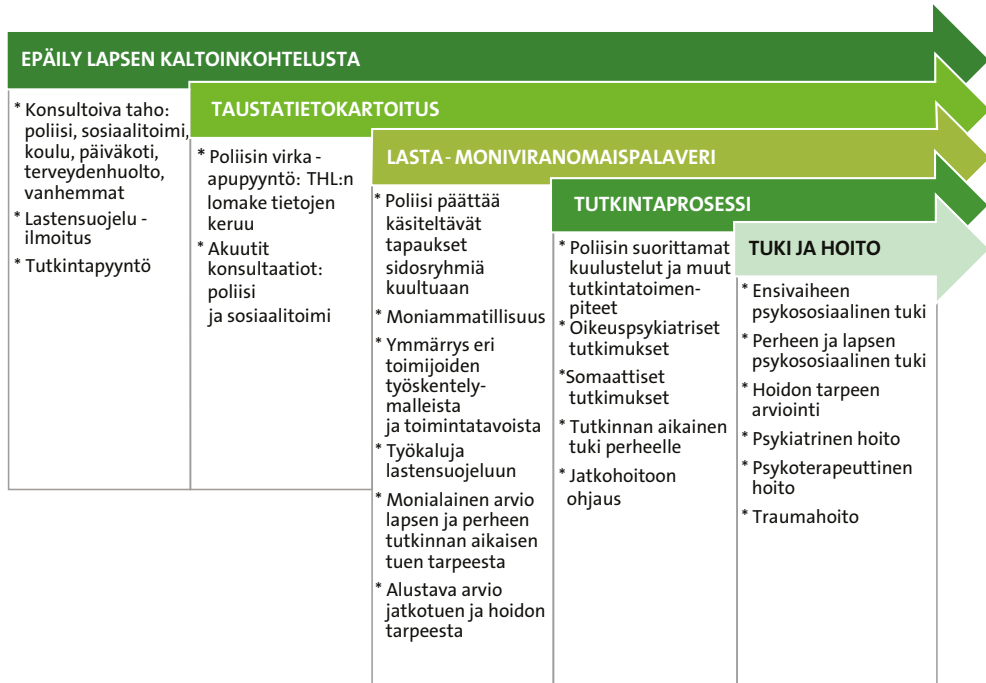 EPÄILY LAPSEN KALTOINKOHTELUSTA
* Konsultoiva taho:
poliisi, sosiaalitoimi,
koulu, päiväkoti,
terveydenhuolto,
vanhemmat
* Lastensuojelu -
ilmoitus
* Tutkintapyyntö
TAUSTATIETOKARTOITUS
* Poliisin virka -
apupyyntö: THL:n
lomake tietojen
keruu
* Akuutit
konsultaatiot:
poliisi
ja sosiaalitoimi
LASTA- MONIVIRANOMAISPALAVERI
* Poliisi päättää
käsiteltävät
tapaukset
sidosryhmiä
kuultuaan
* Moniammatillisuus
* Ymmärrys eri
toimijoiden
työskentely-
malleista
ja toimintatavoista
* Työkaluja
lastensuojeluun
* Monialainen arvio
lapsen ja perheen
tutkinnan aikaisen
tuen tarpeesta
* Alustava arvio
jatkotuen ja hoidon
tarpeesta
TUTKINTAPROSESSI
* Poliisin suorittamat
kuulustelut ja muut
tutkintatoimen-
piteet
* Oikeuspsykiatriset
tutkimukset
*Somaattiset
tutkimukset
* Tutkinnan aikainen
tuki perheelle
* Jatkohoitoon
ohjaus
TUKI JA HOITO
* Ensivaiheen
psykososiaalinen tuki
* Perheen ja lapsen
psykososiaalinen tuki
* Hoidon tarpeen
arviointi
* Psykiatrinen hoito
* Psykoterapeuttinen
hoito
* Traumahoito